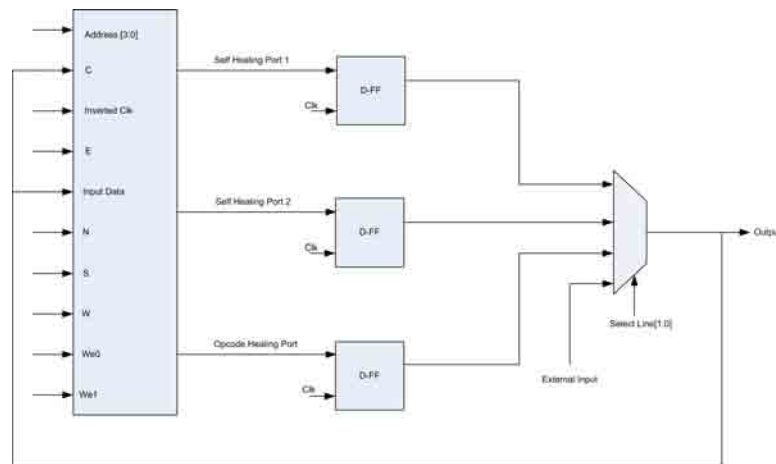 Address [3:0]
C
Inverted Clk
E
Input Data
N
S
W
We0
We1
Self Healing Port 1
D-FF
Clk
Self Healing Port 2
D-FF
Clk
Opcode Healing Port
D-FF
Clk
External Input
Select Line[1:0]
Output